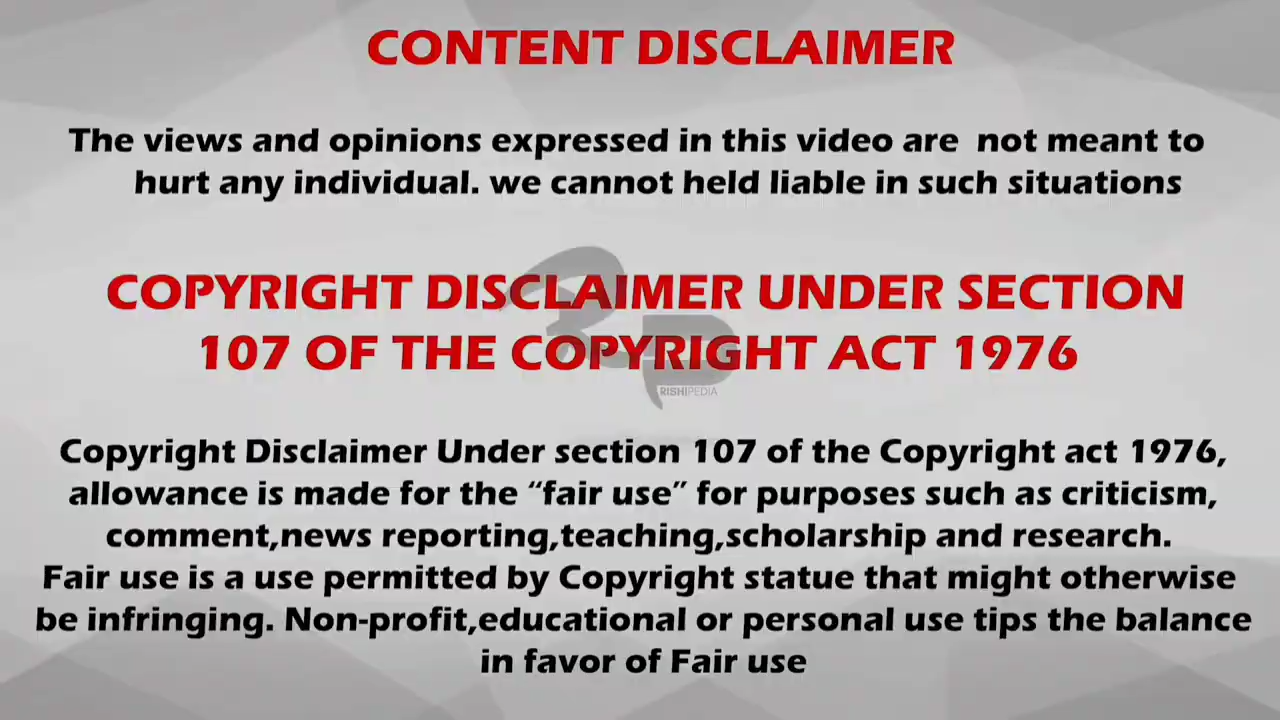 CONTENT DISCLAIMER
The views and opinions expressed in this video are not meant to
hurt any individual. we cannot held liable in such situations
COPYRIGHT DISCLAIMER UNDER SECTION
107 OF THE COPYRIGHT ACT 1976
RISHIPEDIA
Copyright Disclaimer Under section 107 of the Copyright act 1976,
allowance is made for the “fair use” for purposes such as criticism,
comment,news reporting,teaching,scholarship and research.
Fair use is a use permitted by Copyright statue that might otherwise
be infringing. Non-profit,educational or personal use tips the balance
in favor of Fair use